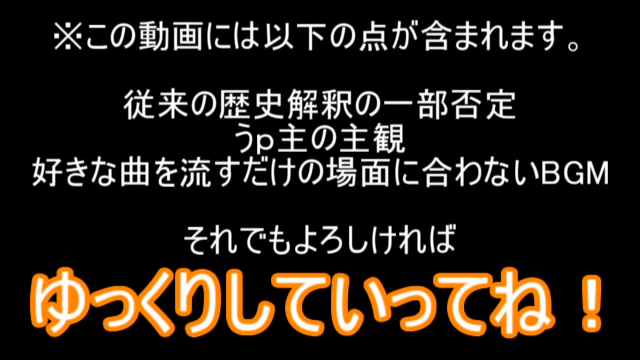 ※この動画には以下の点が含まれます。
従来の歴史解釈の一部否定
うp主の主観
好きな曲を流すだけの場面に合わないBGM
それでもよろしければ
ゆっくりしていってね！